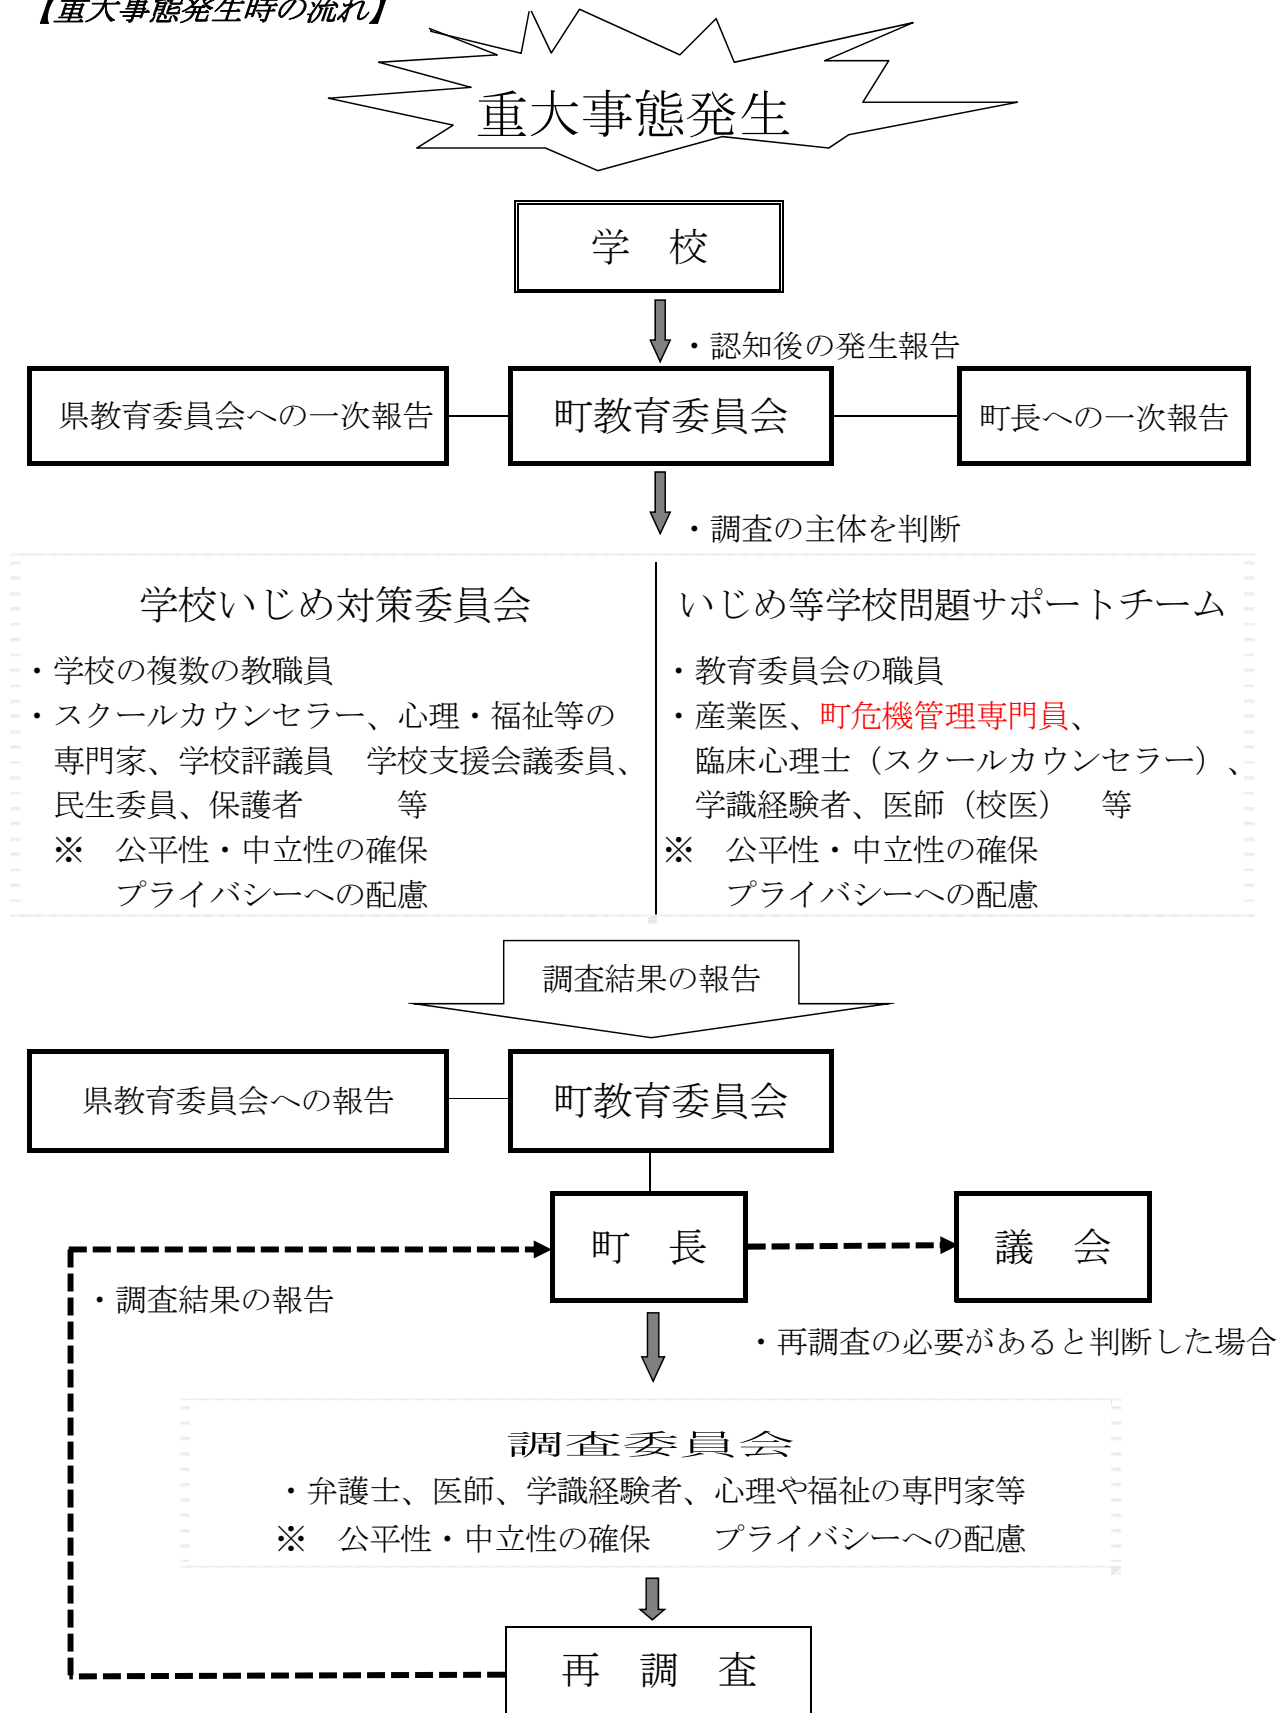 【重大事態発生時の流れ】
重大事態発生
学　校
・認知後の発生報告
県教育委員会への一次報告
町教育委員会
町長への一次報告
・調査の主体を判断
学校いじめ対策委員会
・学校の複数の教職員
・スクールカウンセラー、心理・福祉等の
専門家、学校評議員　学校支援会議委員、
民生委員、保護者　　　等
※　公平性・中立性の確保
プライバシーへの配慮
いじめ等学校問題サポートチーム
・教育委員会の職員
・産業医、町危機管理専門員、
臨床心理士（スクールカウンセラー）、
学識経験者、医師（校医）　等
※　公平性・中立性の確保
プライバシーへの配慮
調査結果の報告
県教育委員会への報告
町教育委員会
町　長
議　会
・調査結果の報告
・再調査の必要があると判断した場合
調査委員会
・弁護士、医師、学識経験者、心理や福祉の専門家等
※　公平性・中立性の確保　　プライバシーへの配慮
再　調　査